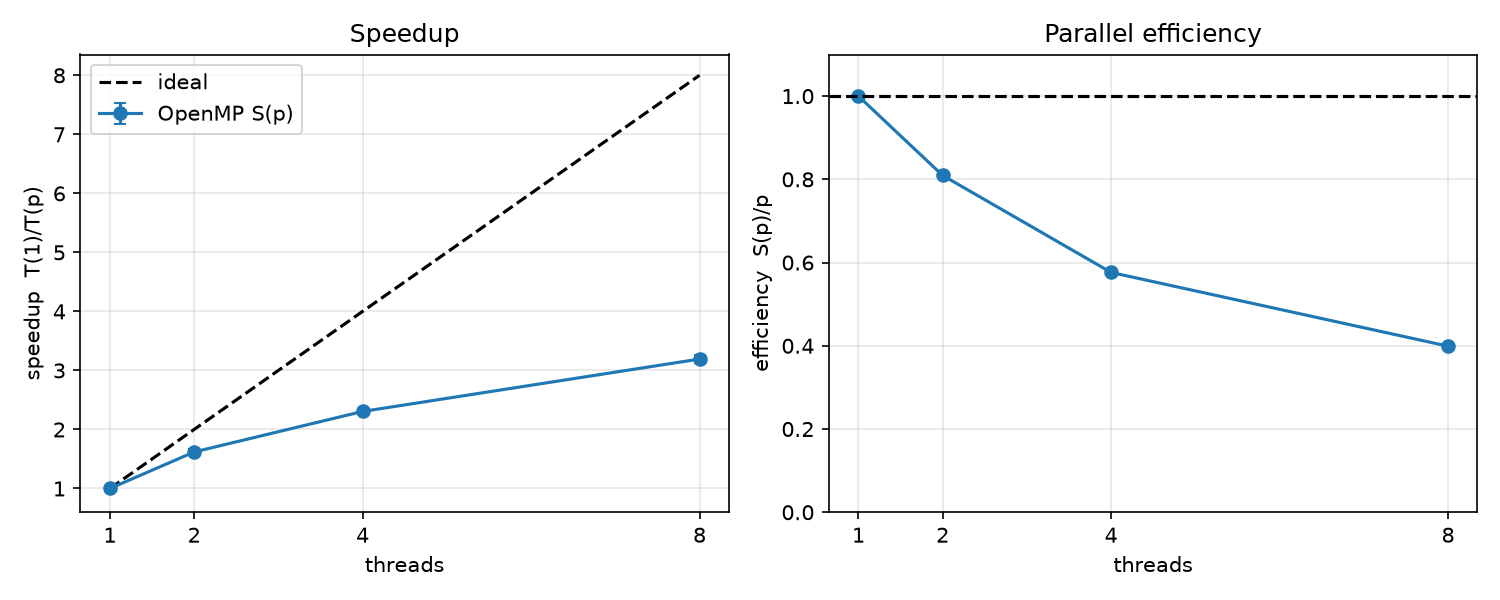 Speedup
ideal
OpenMP S(p)
8
7
6
5
4
3
2
1
speedup T(1)/T(p)
1 2 4 8
threads
Parallel efficiency
1.0
0.8
0.6
0.4
0.2
0.0
efficiency S(p)/p
1 2 4 8
threads